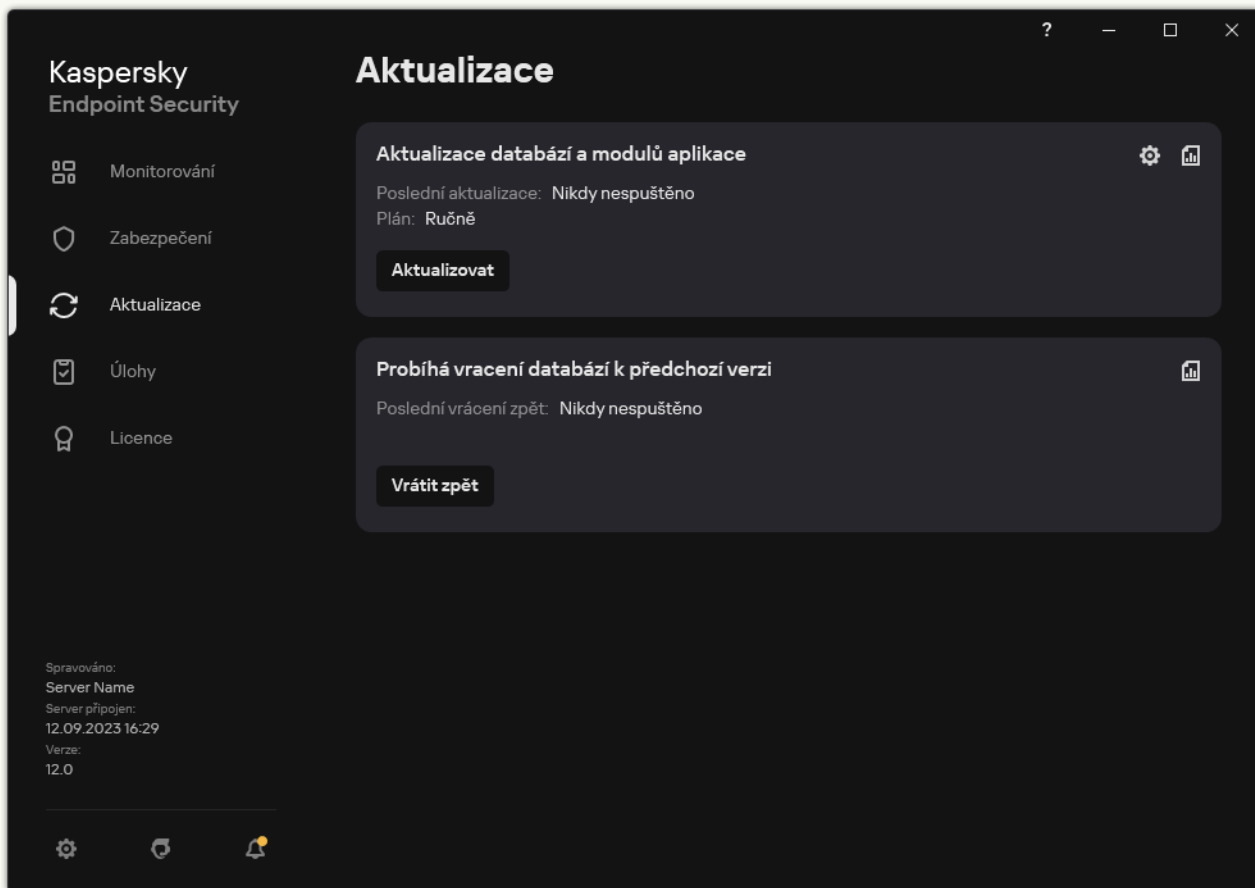 ?
Kaspersky
Endpoint Security
Monitorování
Zabezpečení
Aktualizace
Úlohy
Licence
Spravováno:
Server Name
Server připojen:
12.09.2023 16:29
Verze:
12.0
Aktualizace
Aktualizace databází a modulů aplikace
Poslední aktualizace: Nikdy nespuštěno
Plán: Ručně
Aktualizovat
Probíhá vracení databází k předchozí verzi
Poslední vrácení zpět: Nikdy nespuštěno
Vrátit zpět